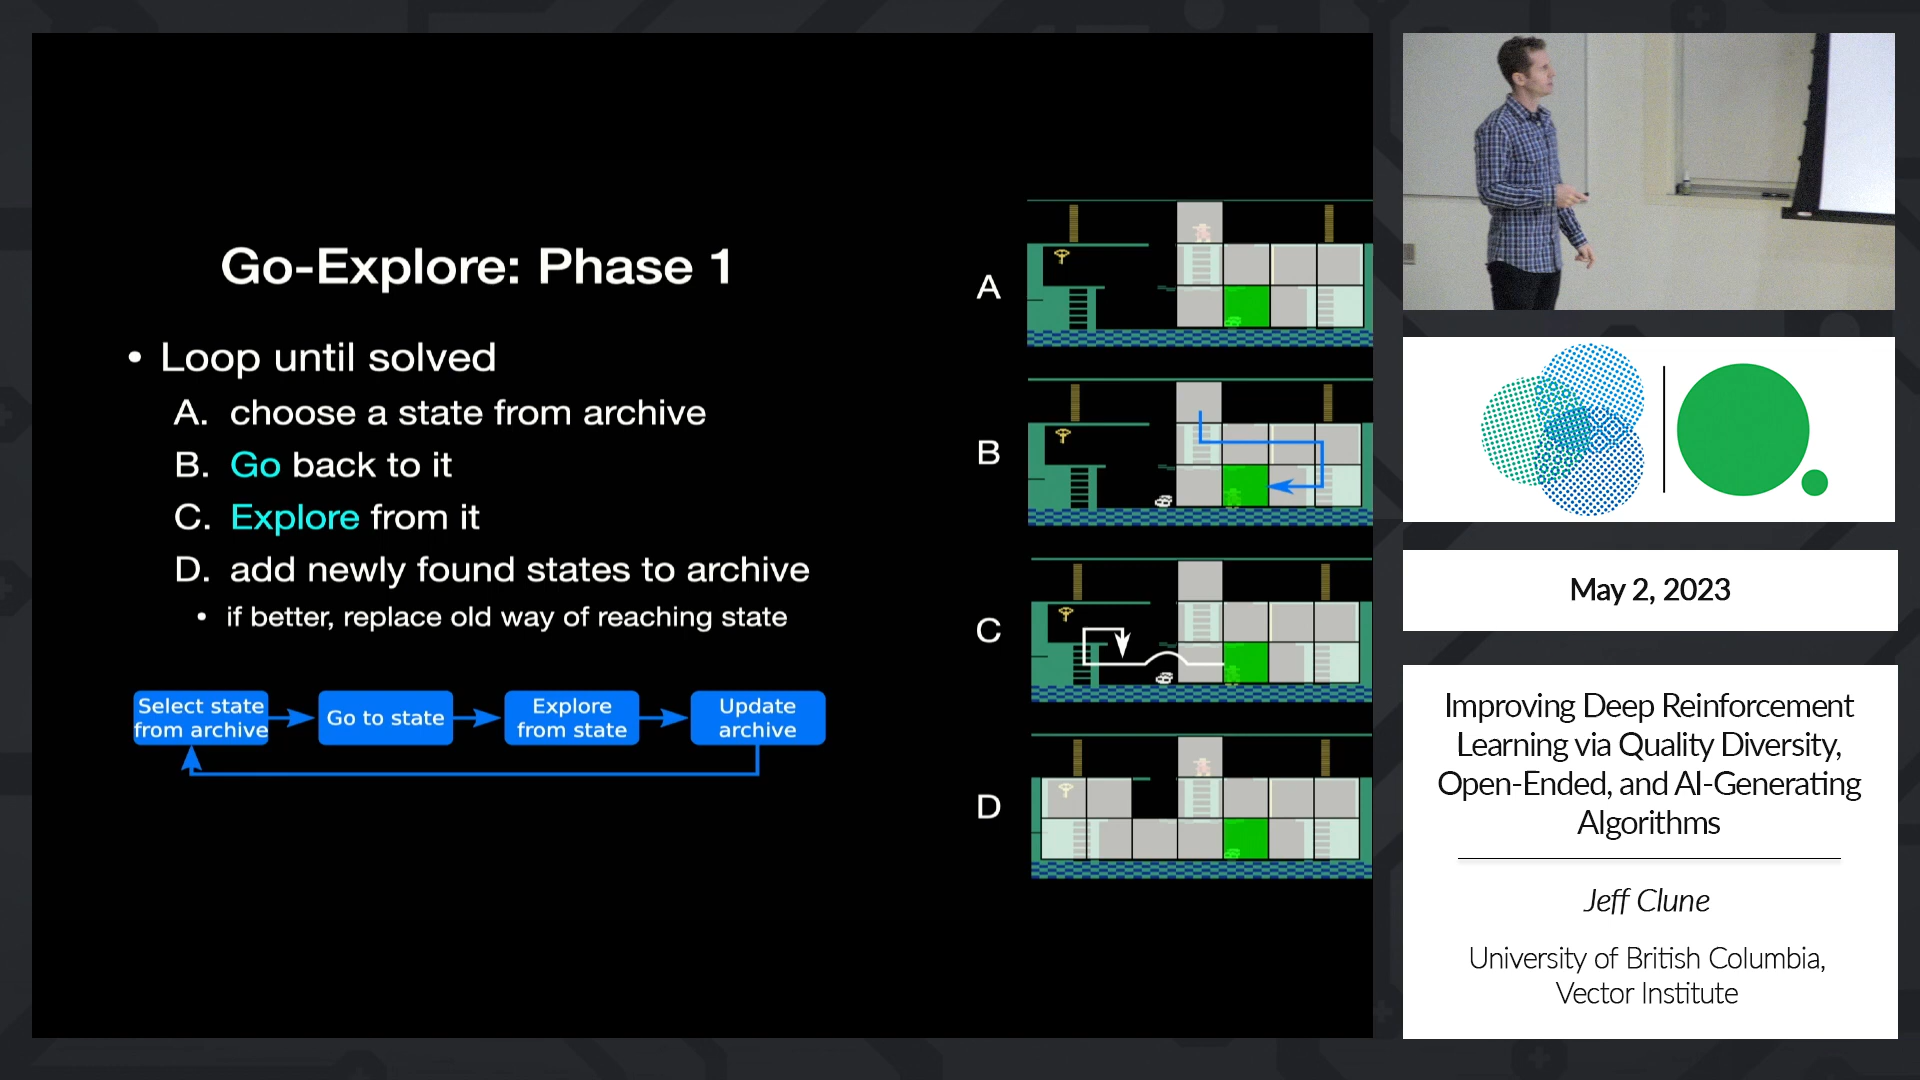 Go-Explore: Phase 1
• Loop until solved
A. choose a state from archive
B. Go back to it
C. Explore from it
D. add newly found states to archive
• if better, replace old way of reaching state
Select state
from archive
Go to state
Explore
from state
Update
archive
A
B
C
D
May 2, 2023
Improving Deep Reinforcement
Learning via Quality Diversity,
Open-Ended, and AI-Generating
Algorithms
Jeff Clune
University of British Columbia,
Vector Institute